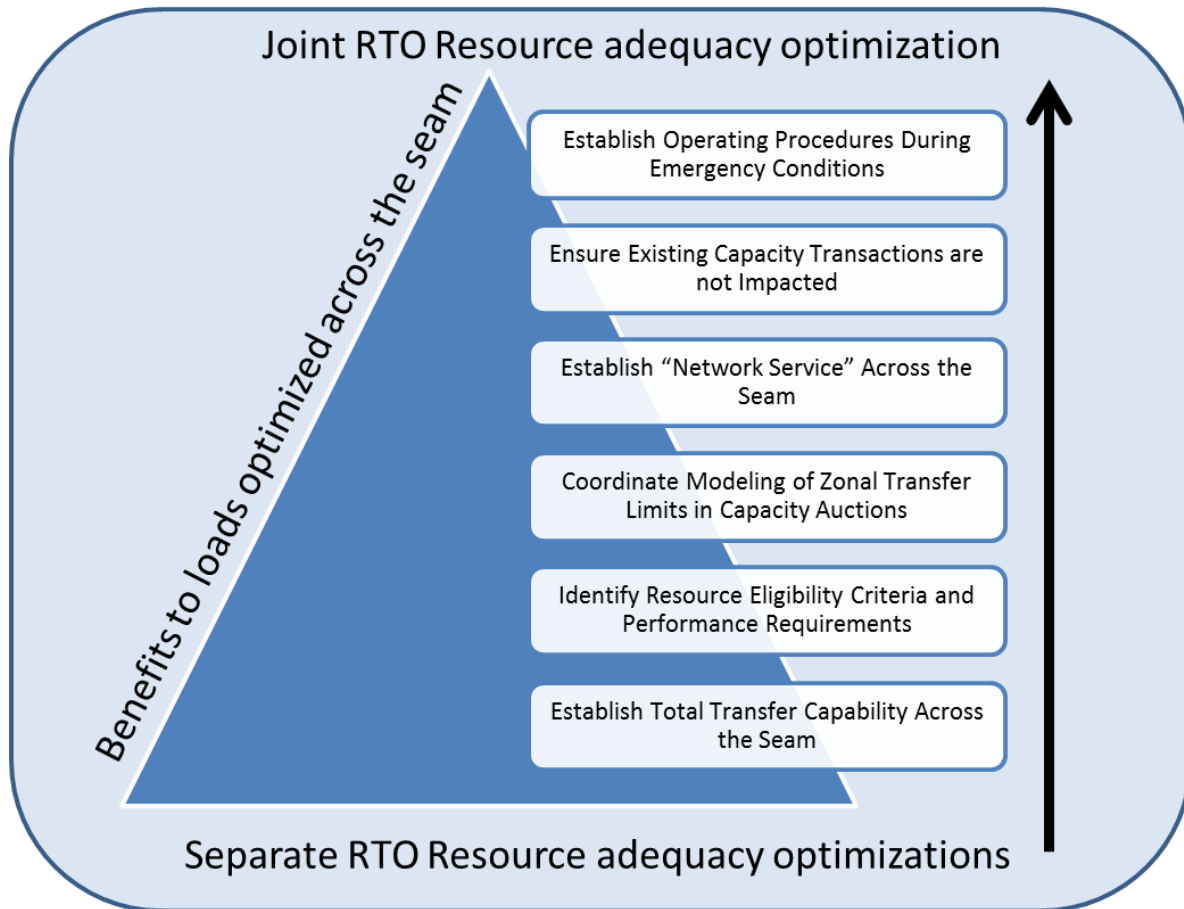 Joint RTO Resource adequacy optimization
Benefits to loads optimized across the seam
Establish Operating Procedures During
Emergency Conditions
Ensure Existing Capacity Transactions are
not Impacted
Establish “Network Service” Across the
Seam
Coordinate Modeling of Zonal Transfer
Limits in Capacity Auctions
Identify Resource Eligibility Criteria and
Performance Requirements
Establish Total Transfer Capability Across
the Seam
Separate RTO Resource adequacy optimizations